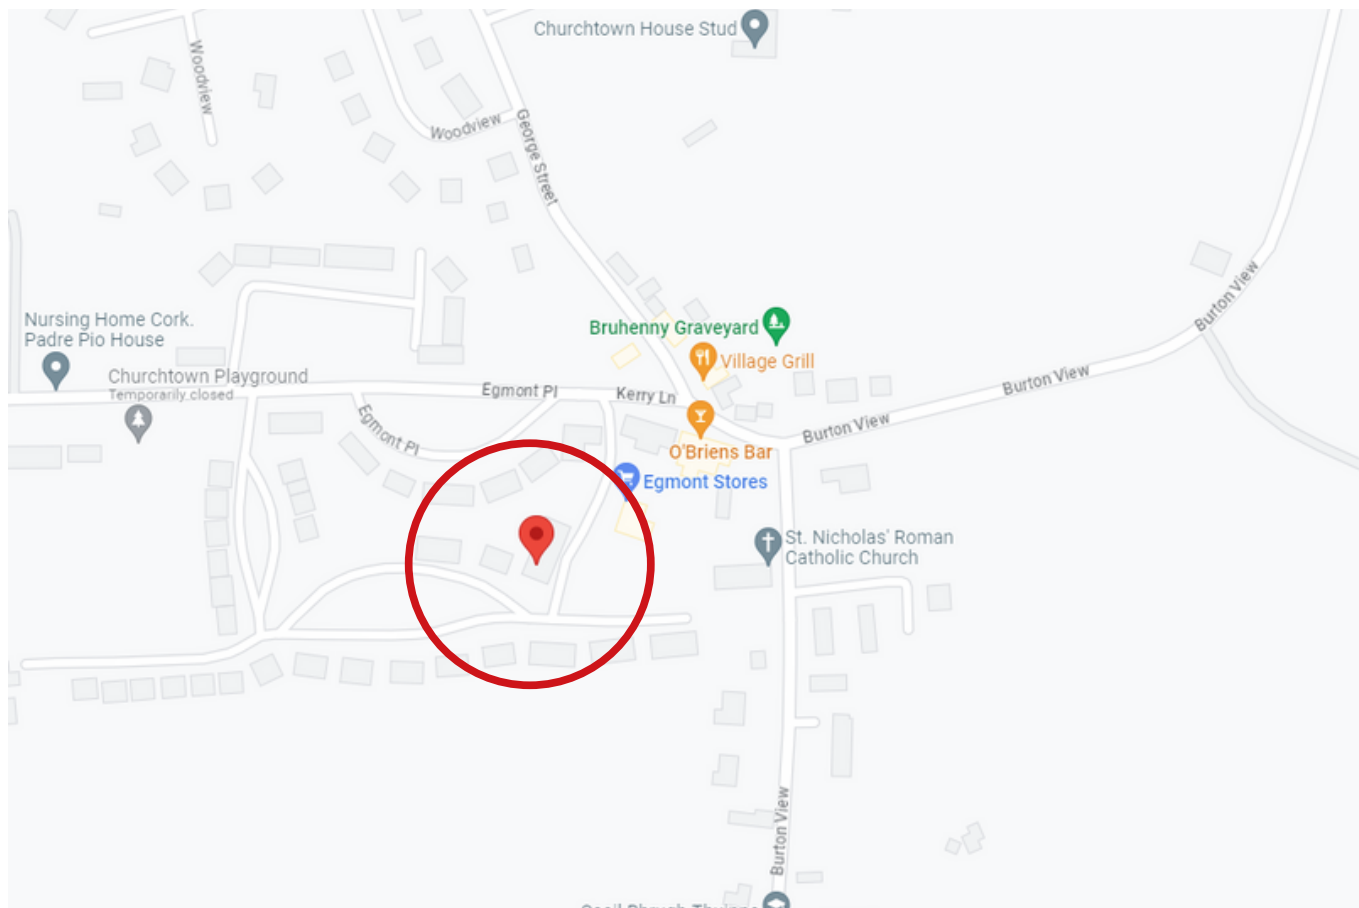 Churchtown House Stud
Woodview
Woodview
George Street
Burton View
Nursing Home Cork.
Padre Pio House
Bruhenny Graveyard
Village Grill
Churchtown Playground
Temporarily closed
Egmont Pl
Kerry Ln
Burton View
Egmont Pl
Burton View
O'Briens Bar
Egmont Stores
St. Nicholas' Roman
Catholic Church
Burton View